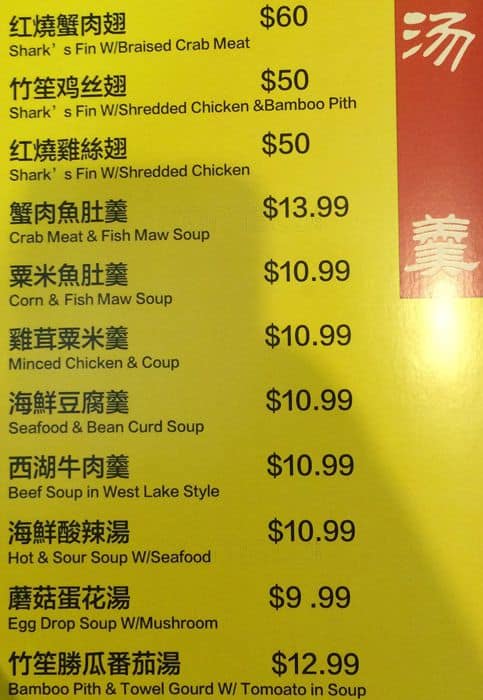 汤羹
红燒蟹肉翅 $60
Shark's Fin W/Braised Crab Meat
竹笙鸡丝翅 $50
Shark's Fin W/Shredded Chicken &Bamboo Pith
红燒雞絲翅 $50
Shark's Fin W/Shredded Chicken
蟹肉魚肚羹 $13.99
Crab Meat & Fish Maw Soup
粟米魚肚羹 $10.99
Corn & Fish Maw Soup
雞茸粟米羹 $10.99
Minced Chicken & Coup
海鮮豆腐羹 $10.99
Seafood & Bean Curd Soup
西湖牛肉羹 $10.99
Beef Soup in West Lake Style
海鮮酸辣湯 $10.99
Hot & Sour Soup W/Seafood
蘑菇蛋花湯 $9 .99
Egg Drop Soup W/Mushroom
竹笙勝瓜番茄湯 $12.99
Bamboo Pith & Towel Gourd W/ Tomoato in Soup